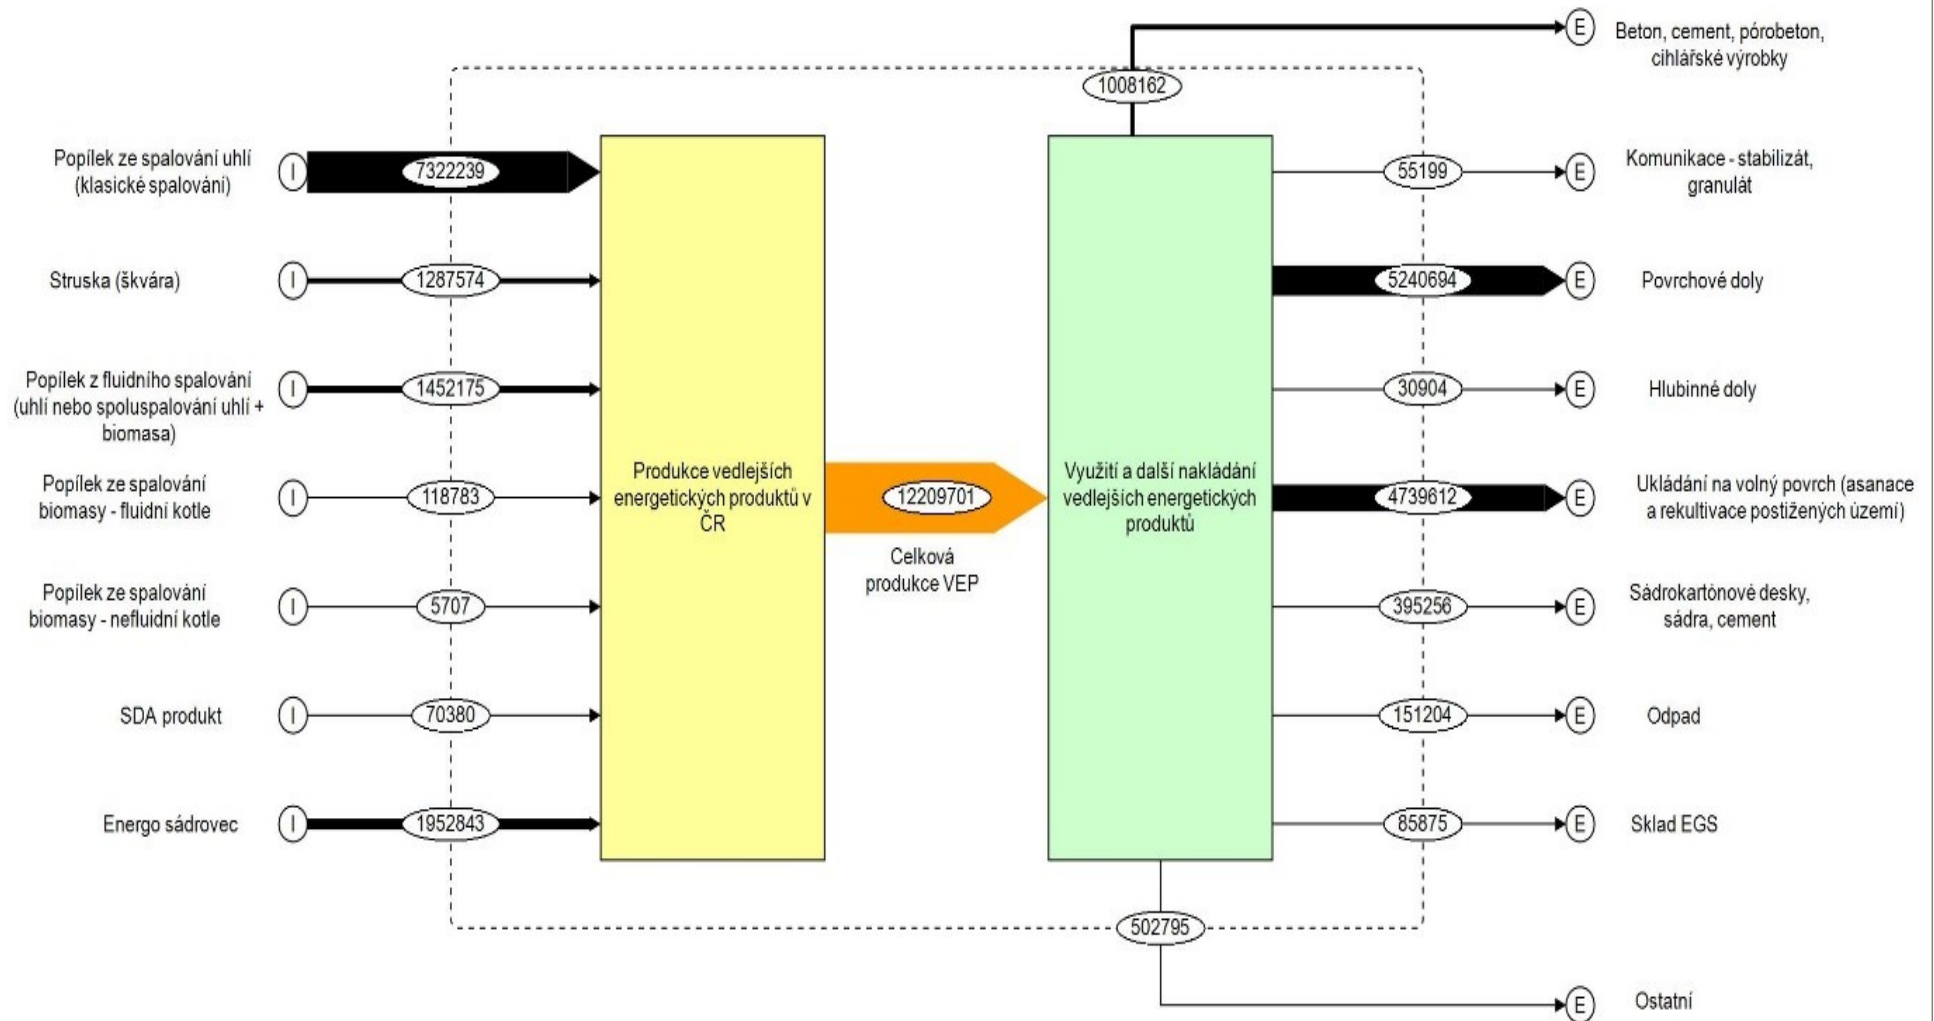 E
Beton, cement, pórobeton,
cihlářské výrobky
1008162
Popílek ze spalování uhlí
(klasické spalování)
I
7322239
55199
E
Komunikace - stabilizát,
granulát
Struska (škvára)
I
1287574
5240694
E
Povrchové doly
Popílek z fluidního spalování
(uhlí nebo spoluspalování uhlí +
biomasa)
I
1452175
30904
E
Hlubinné doly
Popílek ze spalování
biomasy - fluidní kotle
I
118783
Produkce vedlejších
energetických produktů v
ČR
12209701
Celková
produkce VEP
Využití a další nakládání
vedlejších energetických
produktů
4739612
E
Ukládání na volný povrch (asanace
a rekultivace postižených území)
Popílek ze spalování
biomasy - nefluidní kotle
I
5707
395256
E
Sádrokartónové desky,
sádra, cement
SDA produkt
I
70380
151204
E
Odpad
Energo sádrovec
I
1952843
85875
E
Sklad EGS
502795
E
Ostatní